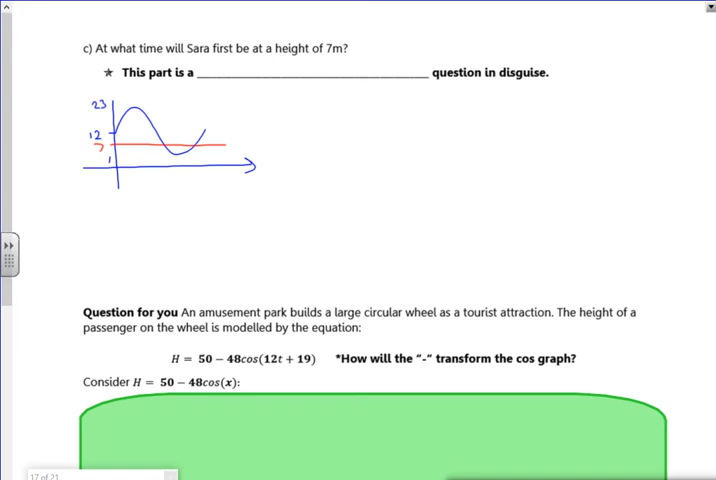 c) At what time will Sara first be at a height of 7m?
★ This part is a ______________________________ question in disguise.
23
12
7
1
Question for you An amusement park builds a large circular wheel as a tourist attraction. The height of a
passenger on the wheel is modelled by the equation:
H = 50 − 48cos(12t + 19) *How will the "-" transform the cos graph?
Consider H = 50 − 48cos(x):
17 of 21